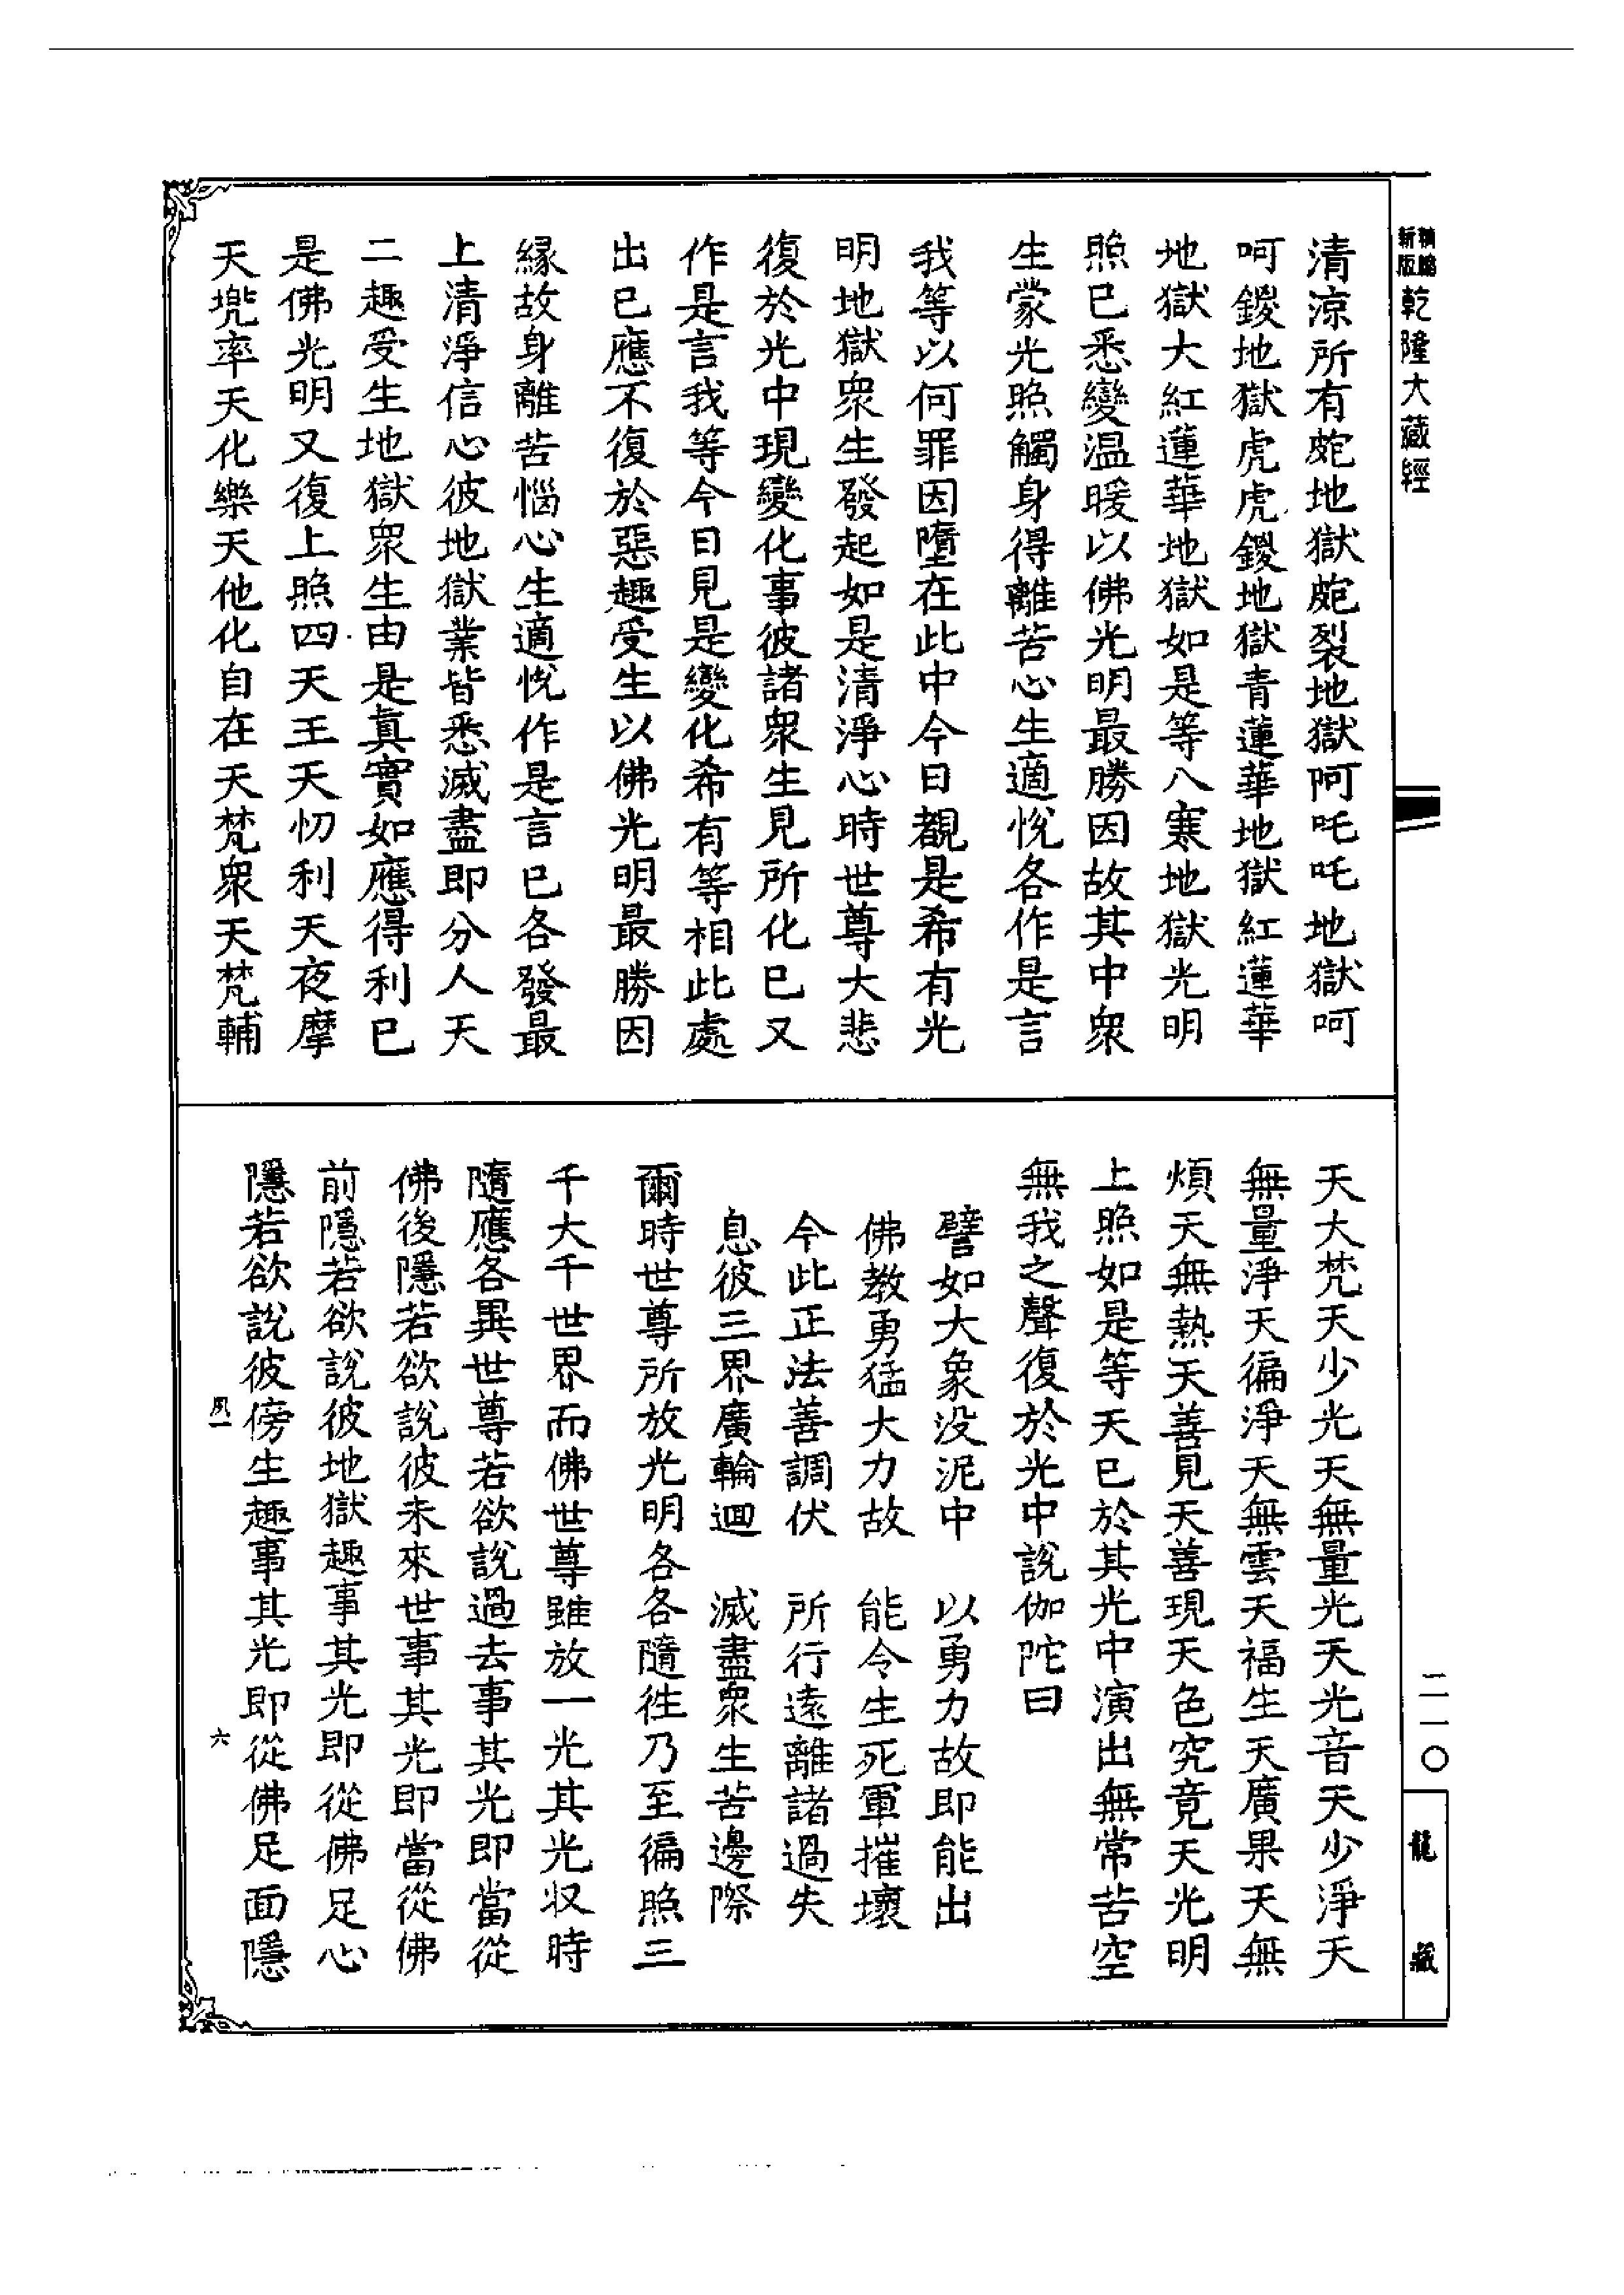 新版精雕乾隆大藏經
清涼所有皰地獄皰裂地獄呵吒吒地獄呵
呵鑁地獄虎虎鑁地獄青蓮華地獄紅蓮華
地獄大紅蓮華地獄如是等八寒地獄光明
照已悉變温暖以佛光明最勝因故其中衆
生蒙光照觸身得離苦心生適悅各作是言
我等以何罪因墮在此中今日覩是希有光
明地獄衆生發起如是清淨心時世尊大悲
復於光中現變化事彼諸衆生見所化已又
作是言我等今日見是變化希有等相此處
出已應不復於惡趣受生以佛光明最勝因
緣故身離苦惱心生適悅作是言已各發最
上清淨信心彼地獄業皆悉滅盡即分人天
二趣受生地獄衆生由是真實如應得利已
是佛光明又復上照四天王天忉利天夜摩
天兠率天化樂天他化自在天梵衆天梵輔
天大梵天少光天無量光天光音天少淨天
無量淨天徧淨天無雲天福生天廣果天無
煩天無熱天善見天善現天色究竟天光明
上照如是等天已於其光中演出無常苦空
無我之聲復於光中說伽陀曰
譬如大象没泥中　以勇力故即能出
佛教勇猛大力故　能令生死軍摧壞
今此正法善調伏　所行遠離諸過失
息彼三界廣輪迴　滅盡衆生苦邊際
爾時世尊所放光明各各隨徃乃至徧照三
千大千世界而佛世尊雖放一光其光収時
隨應各異世尊若欲說過去事其光即當從
佛後隱若欲說彼未來世事其光即當從佛
前隱若欲說彼地獄趣事其光即從佛足心
隱若欲說彼傍生趣事其光即從佛足面隱
夙一
六
二一〇
龍藏